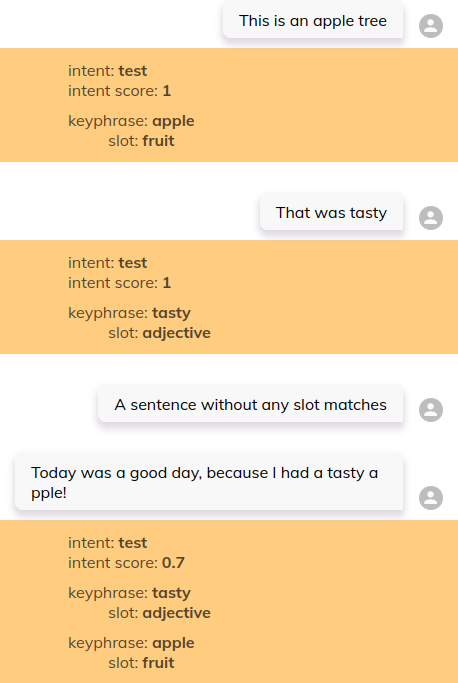 This is an apple tree
intent: test
intent score: 1
keyphrase: apple
slot: fruit
That was tasty
intent: test
intent score: 1
keyphrase: tasty
slot: adjective
A sentence without any slot matches
Today was a good day, because I had a tasty a
pple!
intent: test
intent score: 0.7
keyphrase: tasty
slot: adjective
keyphrase: apple
slot: fruit